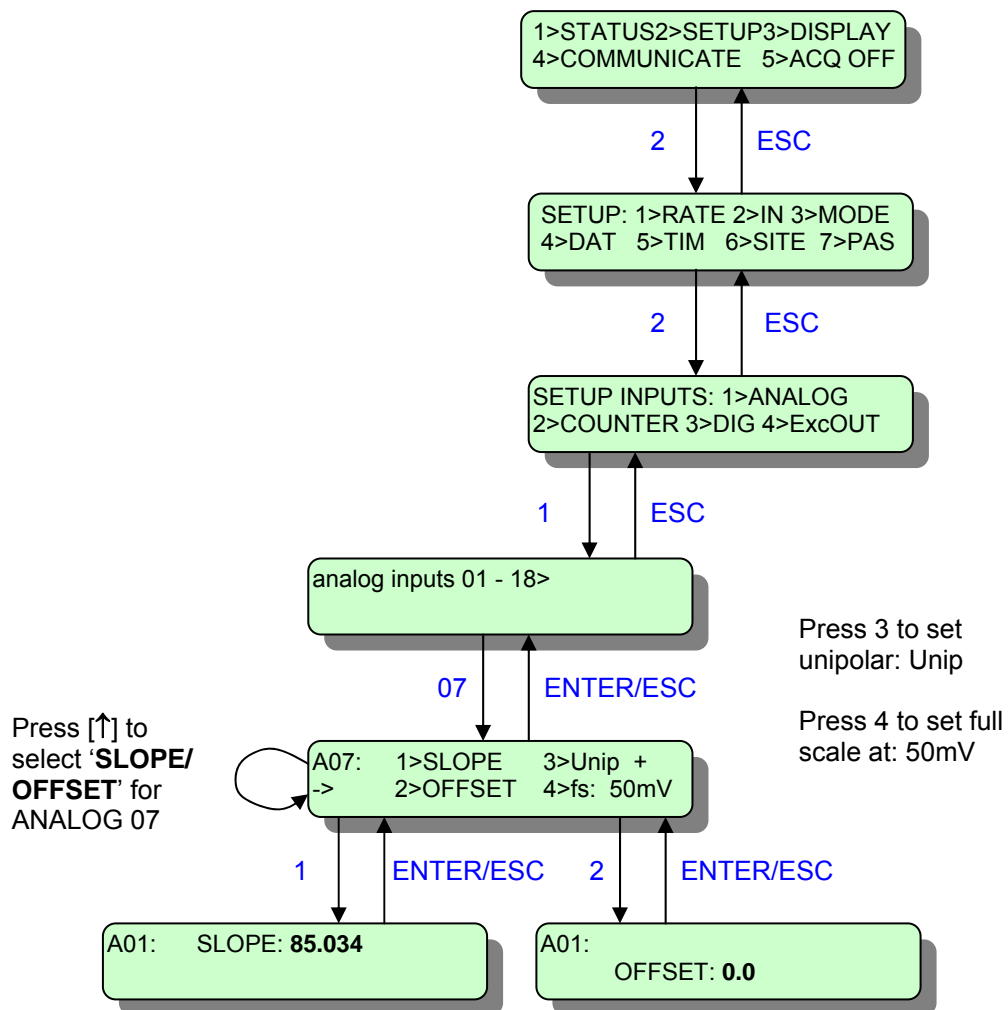 1>STATUS2>SETUP3>DISPLAY
4>COMMUNICATE 5>ACQ OFF
2 ESC
SETUP: 1>RATE 2>IN 3>MODE
4>DAT 5>TIM 6>SITE 7>PAS
2 ESC
SETUP INPUTS: 1>ANALOG
2>COUNTER 3>DIG 4>ExcOUT
1 ESC
analog inputs 01 - 18>
07 ENTER/ESC
Press 3 to set
unipolar: Unip
Press 4 to set full
scale at: 50mV
Press [↑] to
select ‘SLOPE/
OFFSET’ for
ANALOG 07
A07: 1>SLOPE 3>Unip +
-> 2>OFFSET 4>fs: 50mV
1 ENTER/ESC 2 ENTER/ESC
A01: SLOPE: 85.034
A01:
OFFSET: 0.0